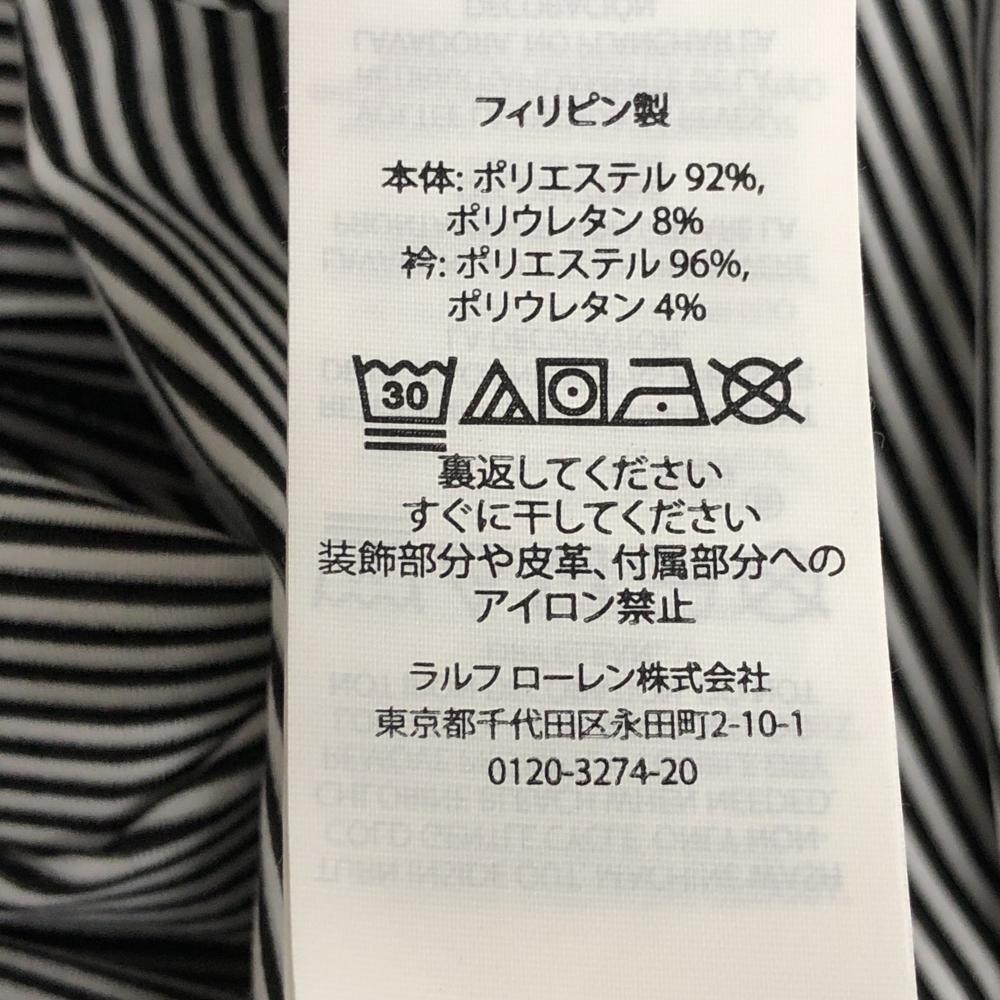 フィリピン製
本体: ポリエステル 92%,
ポリウレタン 8%
衿: ポリエステル 96%,
ポリウレタン 4%
30
裏返してください
すぐに干してください
装飾部分や皮革、付属部分への
アイロン禁止
ラルフ ローレン株式会社
東京都千代田区永田町2-10-1
0120-3274-20